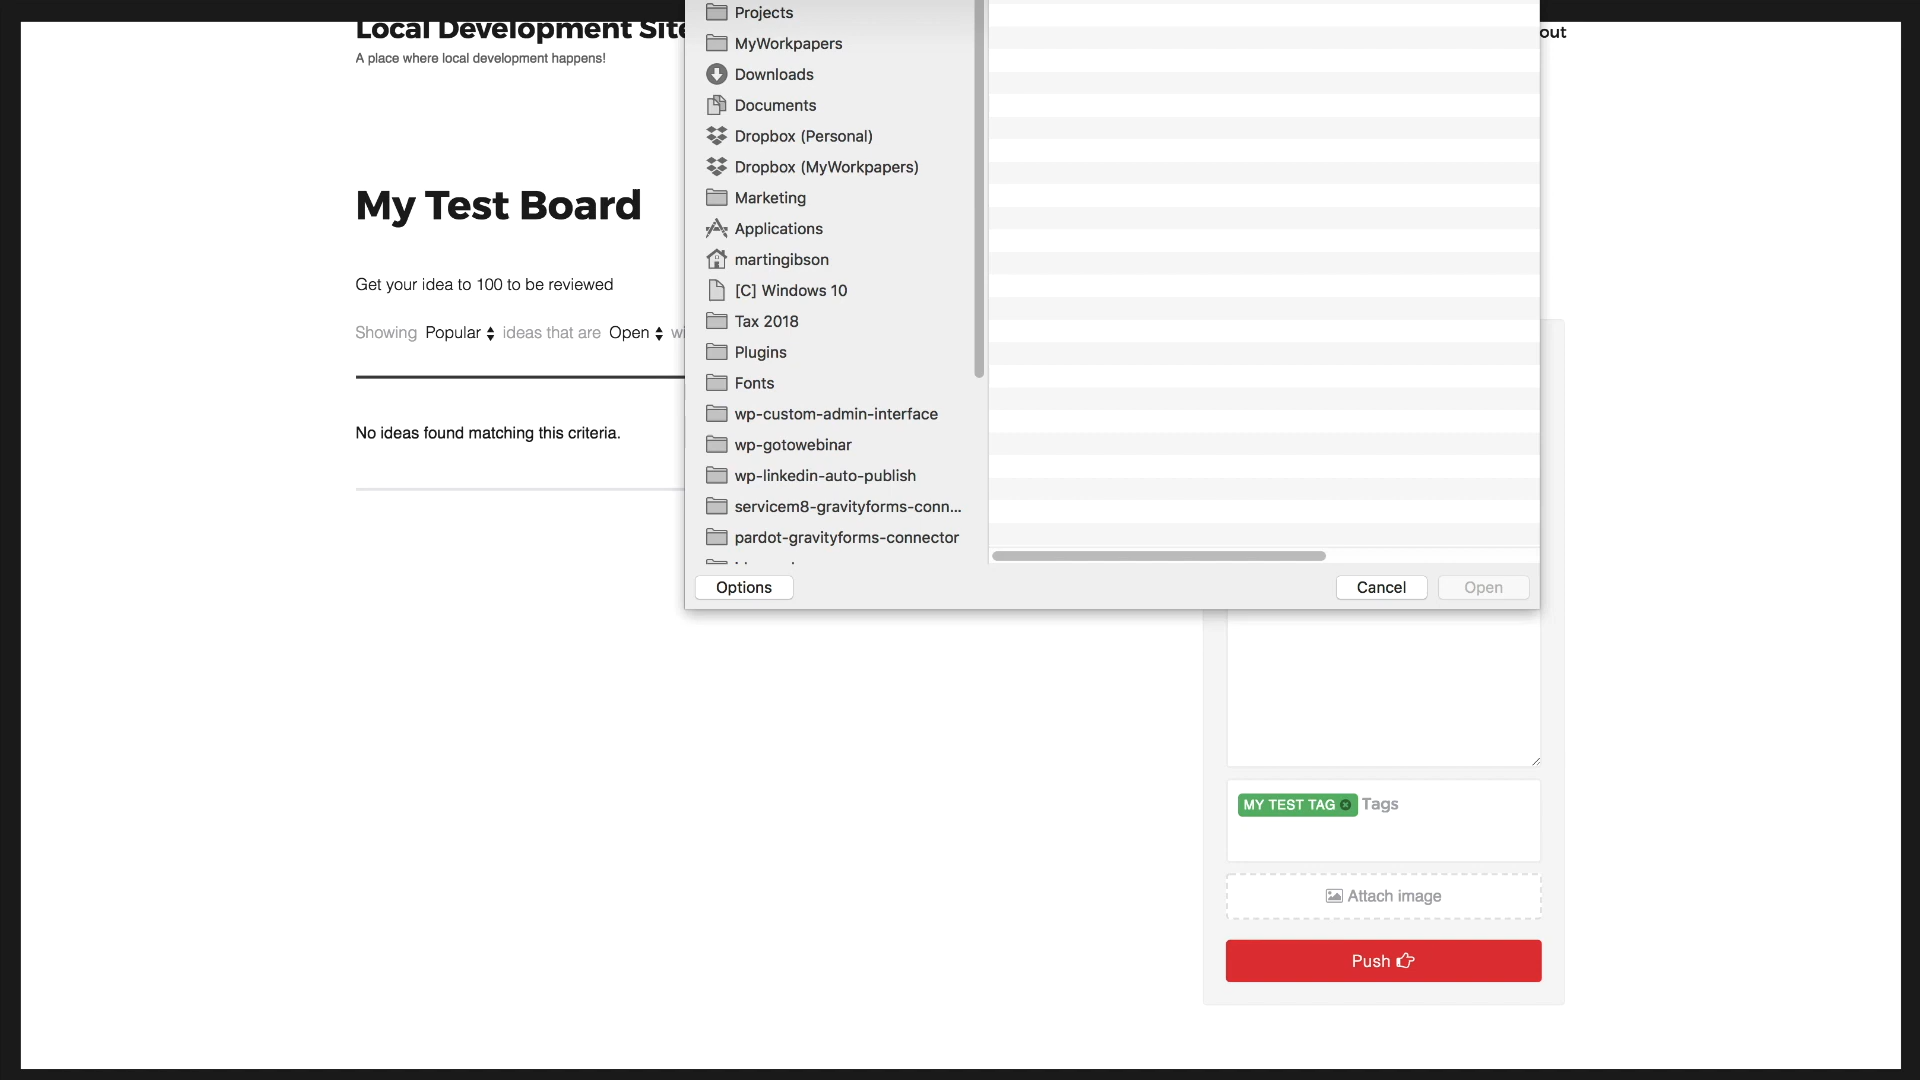 Local Development Site
A place where local development happens!
out
My Test Board
Get your idea to 100 to be reviewed
Showing Popular ideas that are Open wi
No ideas found matching this criteria.
Projects
MyWorkpapers
Downloads
Documents
Dropbox (Personal)
Dropbox (MyWorkpapers)
Marketing
Applications
martingibson
[C] Windows 10
Tax 2018
Plugins
Fonts
wp-custom-admin-interface
wp-gotowebinar
wp-linkedin-auto-publish
servicem8-gravityforms-conn...
pardot-gravityforms-connector
Options
Cancel
Open
MY TEST TAG Tags
Attach image
Push